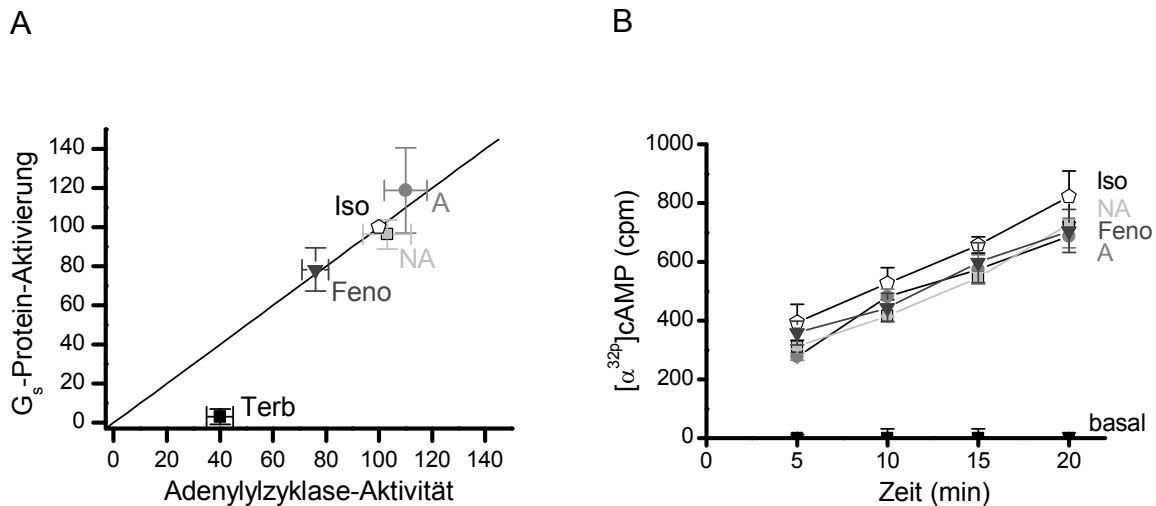 A
B
Gs-Protein-Aktivierung
140
120
100
80
60
40
20
0
Iso
A
NA
Feno
Terb
0 20 40 60 80 100 120 140
Adenylylzyklase-Aktivität
[α32p]cAMP (cpm)
1000
800
600
400
200
0
Iso
NA
Feno
A
basal
0 5 10 15 20
Zeit (min)